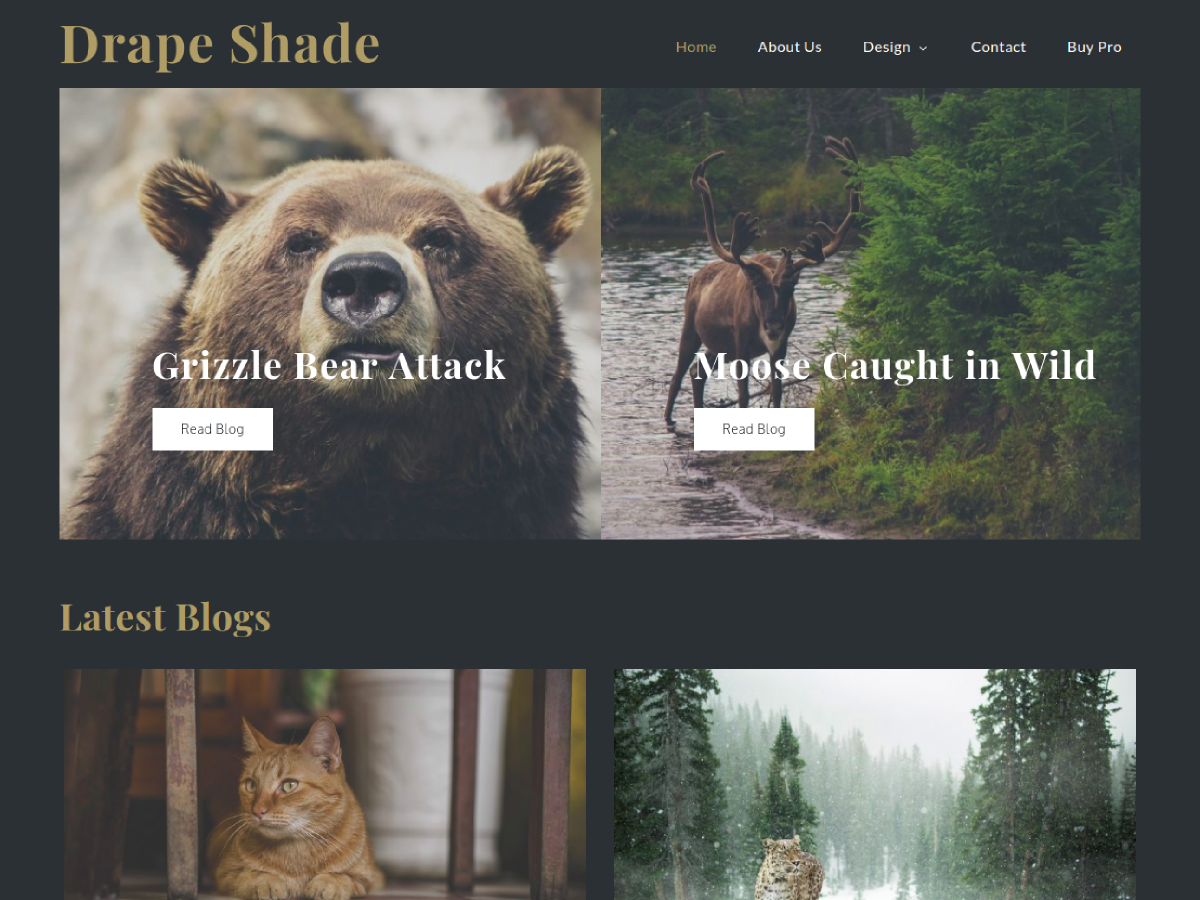 Drape Shade
Home About Us Design Contact Buy Pro
Grizzle Bear Attack
Read Blog
Moose Caught in Wild
Read Blog
Latest Blogs